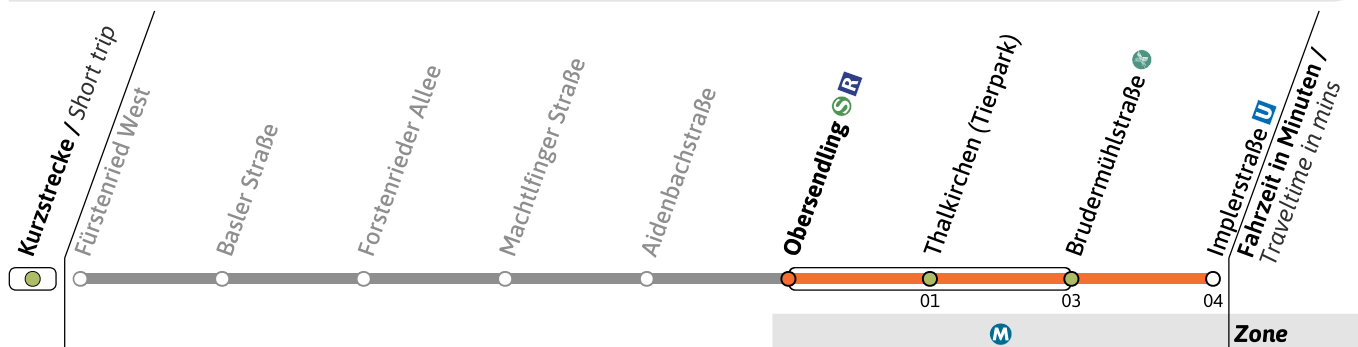 Kurzstrecke / Short trip
Fürstenried West
Basler Straße
Forstenrieder Allee
Machtlfinger Straße
Aidenbachstraße
Obersendling S R
Thalkirchen (Tierpark)
Brudermühlstraße
Implerstraße U
Fahrzeit in Minuten /
Traveltime in mins
01
03
04
M
Zone